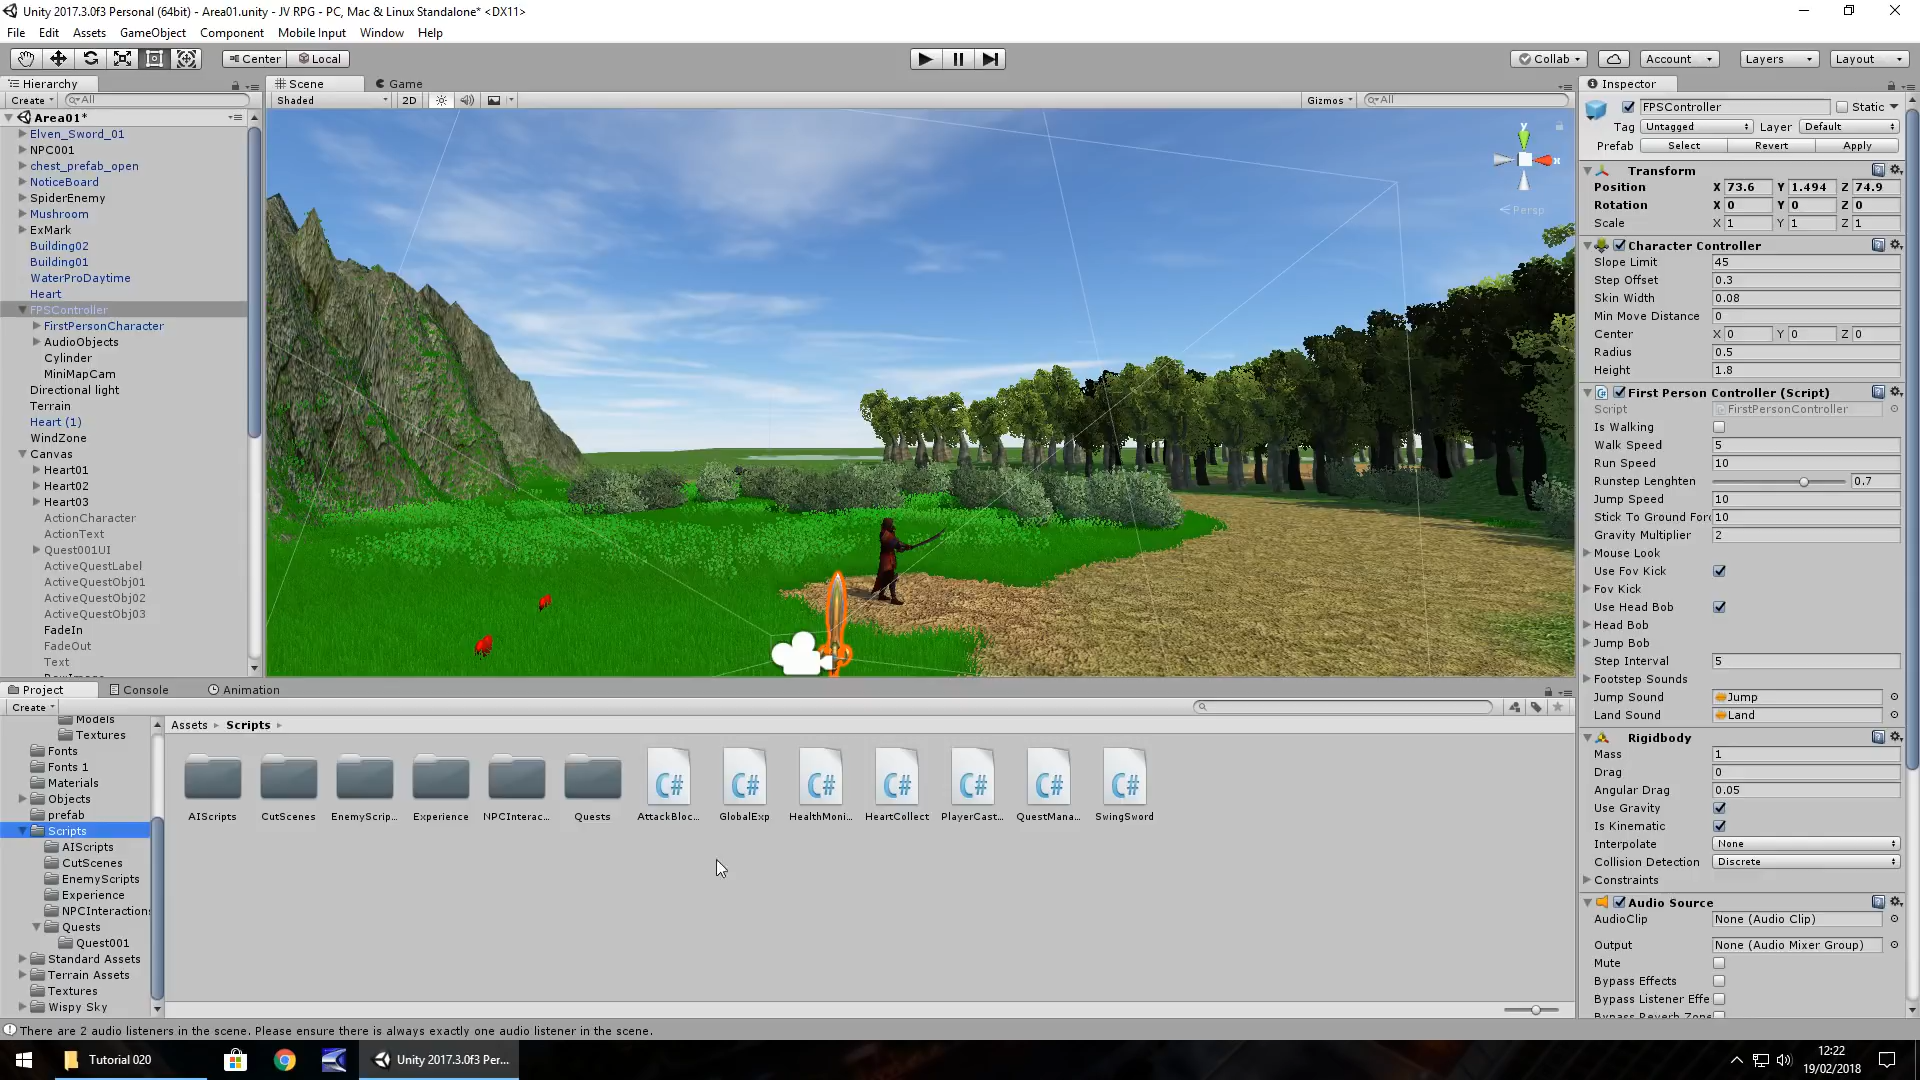 Unity 2017.3.0f3 Personal (64bit) - Area01.unity - JV RPG - PC, Mac & Linux Standalone* <DX11>
File Edit Assets GameObject Component Mobile Input Window Help
Center Local Collab Account Layers Layout
Hierarchy
Create All
Area01*
Elven_Sword_01
NPC001
chest_prefab_open
NoticeBoard
SpiderEnemy
Mushroom
ExMark
Building02
Building01
WaterProDaytime
Heart
FPSController
FirstPersonCharacter
AudioObjects
Cylinder
MiniMapCam
Directional light
Terrain
Heart (1)
WindZone
Canvas
Heart01
Heart02
Heart03
ActionCharacter
ActionText
Quest001UI
ActiveQuestLabel
ActiveQuestObj01
ActiveQuestObj02
ActiveQuestObj03
FadeIn
FadeOut
Text
Scene Game
Shaded 2D Gizmos All
y
x
Persp
Inspector
FPSController Static
Tag Untagged Layer Default
Prefab Select Revert Apply
Transform
Position X 73.6 Y 1.494 Z 74.9
Rotation X 0 Y 0 Z 0
Scale X 1 Y 1 Z 1
Character Controller
Slope Limit 45
Step Offset 0.3
Skin Width 0.08
Min Move Distance 0
Center X 0 Y 0 Z 0
Radius 0.5
Height 1.8
First Person Controller (Script)
Script FirstPersonController
Is Walking
Walk Speed 5
Run Speed 10
Runstep Lenghten 0.7
Jump Speed 10
Stick To Ground For 10
Gravity Multiplier 2
Mouse Look
Use Fov Kick
Fov Kick
Use Head Bob
Head Bob
Jump Bob
Step Interval 5
Footstep Sounds
Jump Sound Jump
Land Sound Land
Rigidbody
Mass 1
Drag 0
Angular Drag 0.05
Use Gravity
Is Kinematic
Interpolate None
Collision Detection Discrete
Constraints
Audio Source
AudioClip None (Audio Clip)
Output None (Audio Mixer Group)
Mute
Bypass Effects
Bypass Listener Effe
Bypass Reverb Zone
Project Console Animation
Create
Models
Textures
Fonts
Fonts 1
Materials
Objects
prefab
Scripts
AIScripts
CutScenes
EnemyScripts
Experience
NPCInteractions
Quests
Quest001
Standard Assets
Terrain Assets
Textures
Wispy Sky
Assets Scripts
C# C# C# C# C# C# C#
AIScripts CutScenes EnemyScrip... Experience NPCInterac... Quests AttackBloc... GlobalExp HealthMoni... HeartCollect PlayerCast... QuestMana... SwingSword
There are 2 audio listeners in the scene. Please ensure there is always exactly one audio listener in the scene.
Tutorial 020 Unity 2017.3.0f3 Per...
12:22
19/02/2018